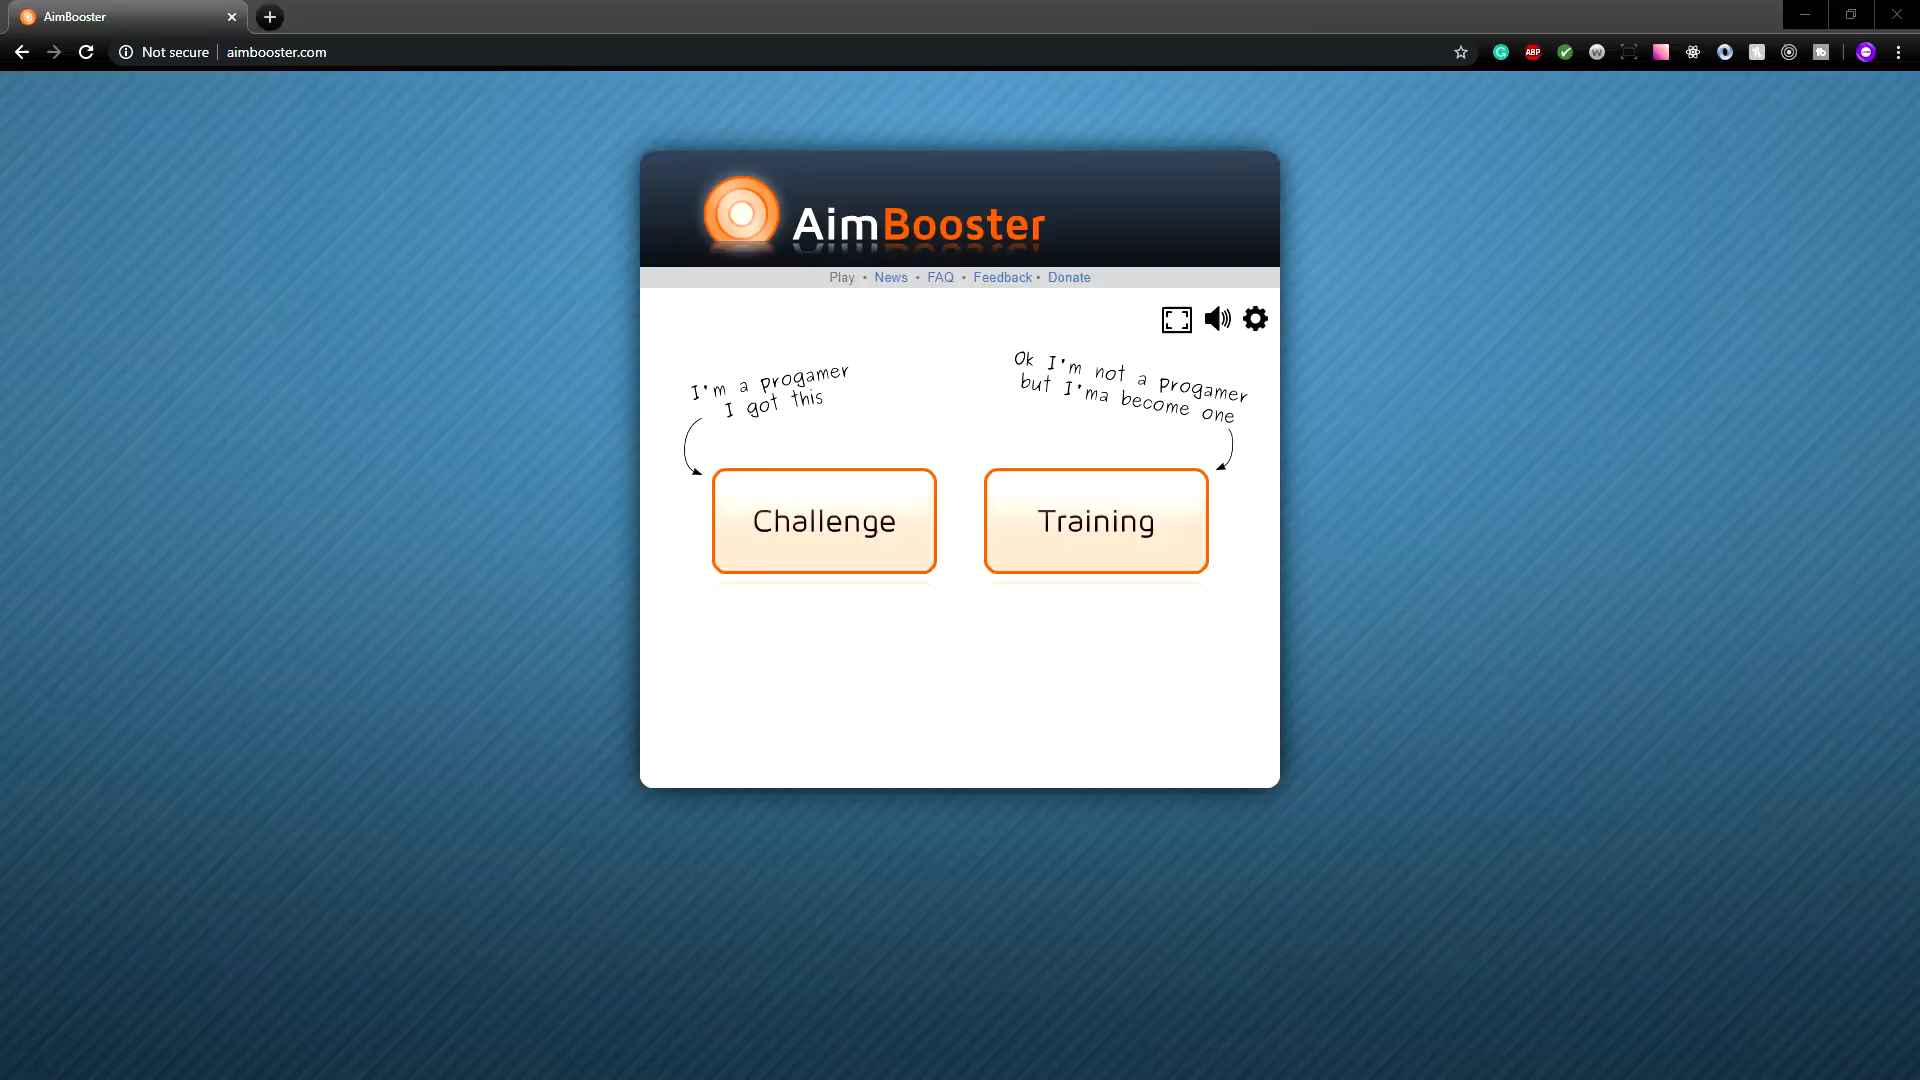 AimBooster
Not secure
aimbooster.com
ABP
AimBooster
Play • News • FAQ • Feedback • Donate
I'm a progamer
I got this
Ok I'm not a progamer
but I'ma become one
Challenge
Training